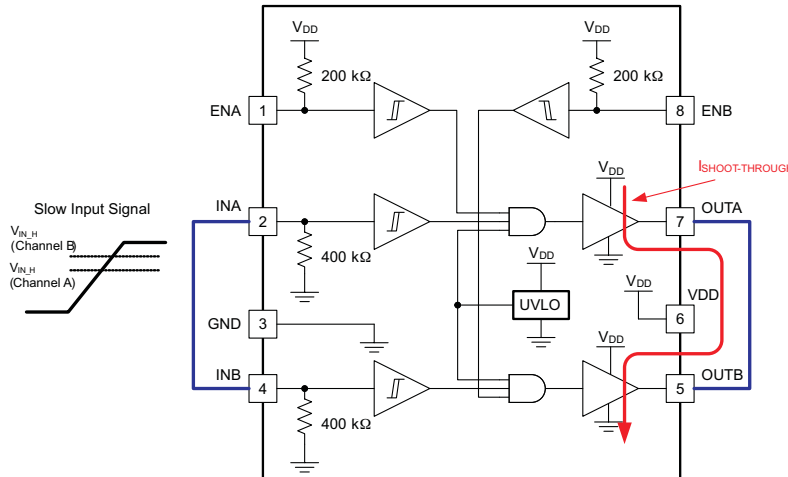 VDD
200 kΩ
ENA
1
VDD
200 kΩ
8
ENB
ISHOOT-THROUGH
VDD
Slow Input Signal
VIN_H
(Channel B)
VIN_H
(Channel A)
INA
2
400 kΩ
OUTA
7
VDD
UVLO
VDD
VDD
6
GND
3
INB
4
400 kΩ
VDD
OUTB
5